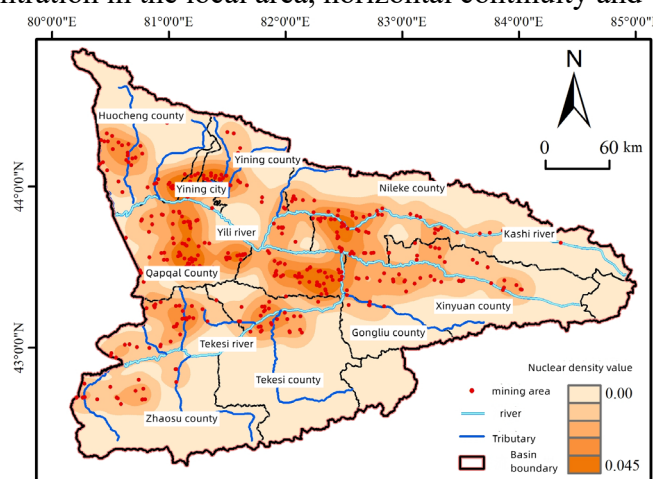 ntration in the local area, horizontal continuity and
80°0'0"E 81°0'0"E 82°0'0"E 83°0'0"E 84°0'0"E 85°0'0"E
N
0 60 km
44°0'0"N
43°0'0"N
Huocheng county
Yining county
Yining city
Nileke county
Yili river
Kashi river
Qapqal County
Xinyuan county
Gongliu county
Tekesi river
Tekesi county
Zhaosu county
Nuclear density value
mining area
river
Tributary
Basin
boundary
0.00
0.045